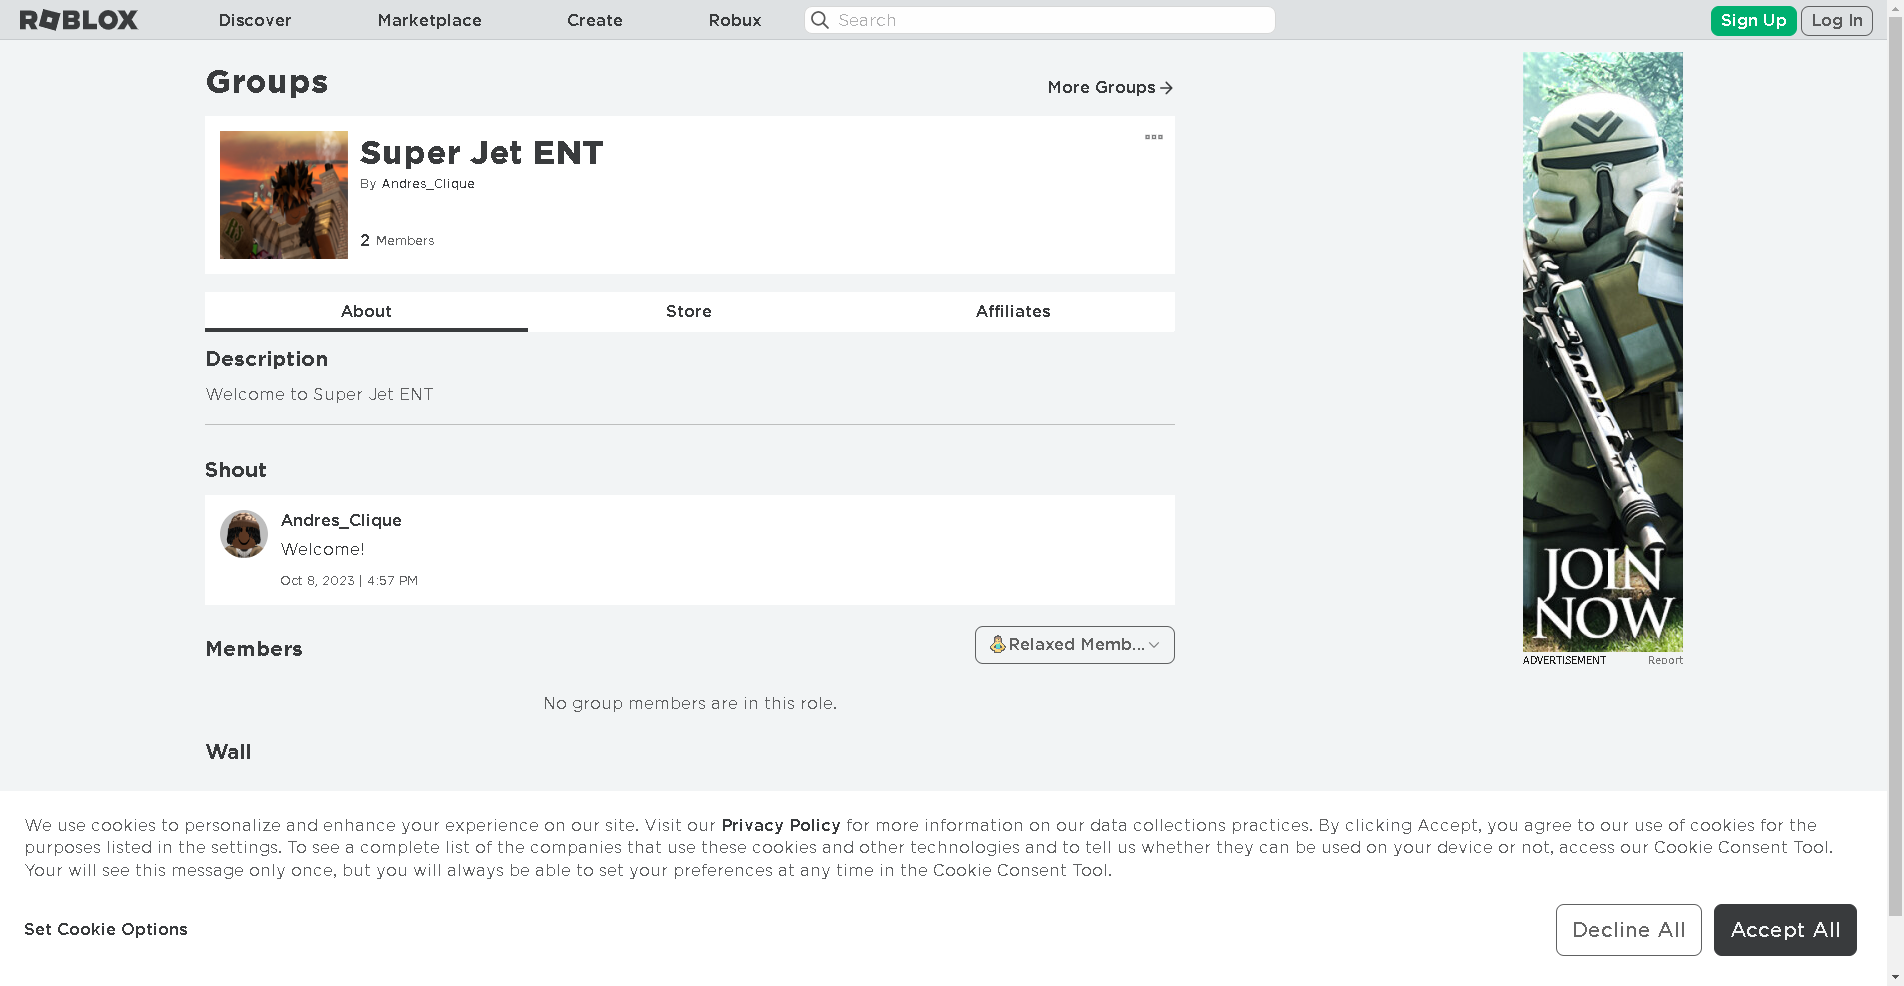 ROBLOX Discover Marketplace Create Robux Search Sign Up Log In
Groups
More Groups
Super Jet ENT
By Andres_Clique
2 Members
About Store Affiliates
Description
Welcome to Super Jet ENT
Shout
Andres_Clique
Welcome!
Oct 8, 2023 | 4:57 PM
Members
Relaxed Memb...
No group members are in this role.
Wall
JOIN
NOW
ADVERTISEMENT Report
We use cookies to personalize and enhance your experience on our site. Visit our Privacy Policy for more information on our data collections practices. By clicking Accept, you agree to our use of cookies for the
purposes listed in the settings. To see a complete list of the companies that use these cookies and other technologies and to tell us whether they can be used on your device or not, access our Cookie Consent Tool.
Your will see this message only once, but you will always be able to set your preferences at any time in the Cookie Consent Tool.
Set Cookie Options
Decline All
Accept All